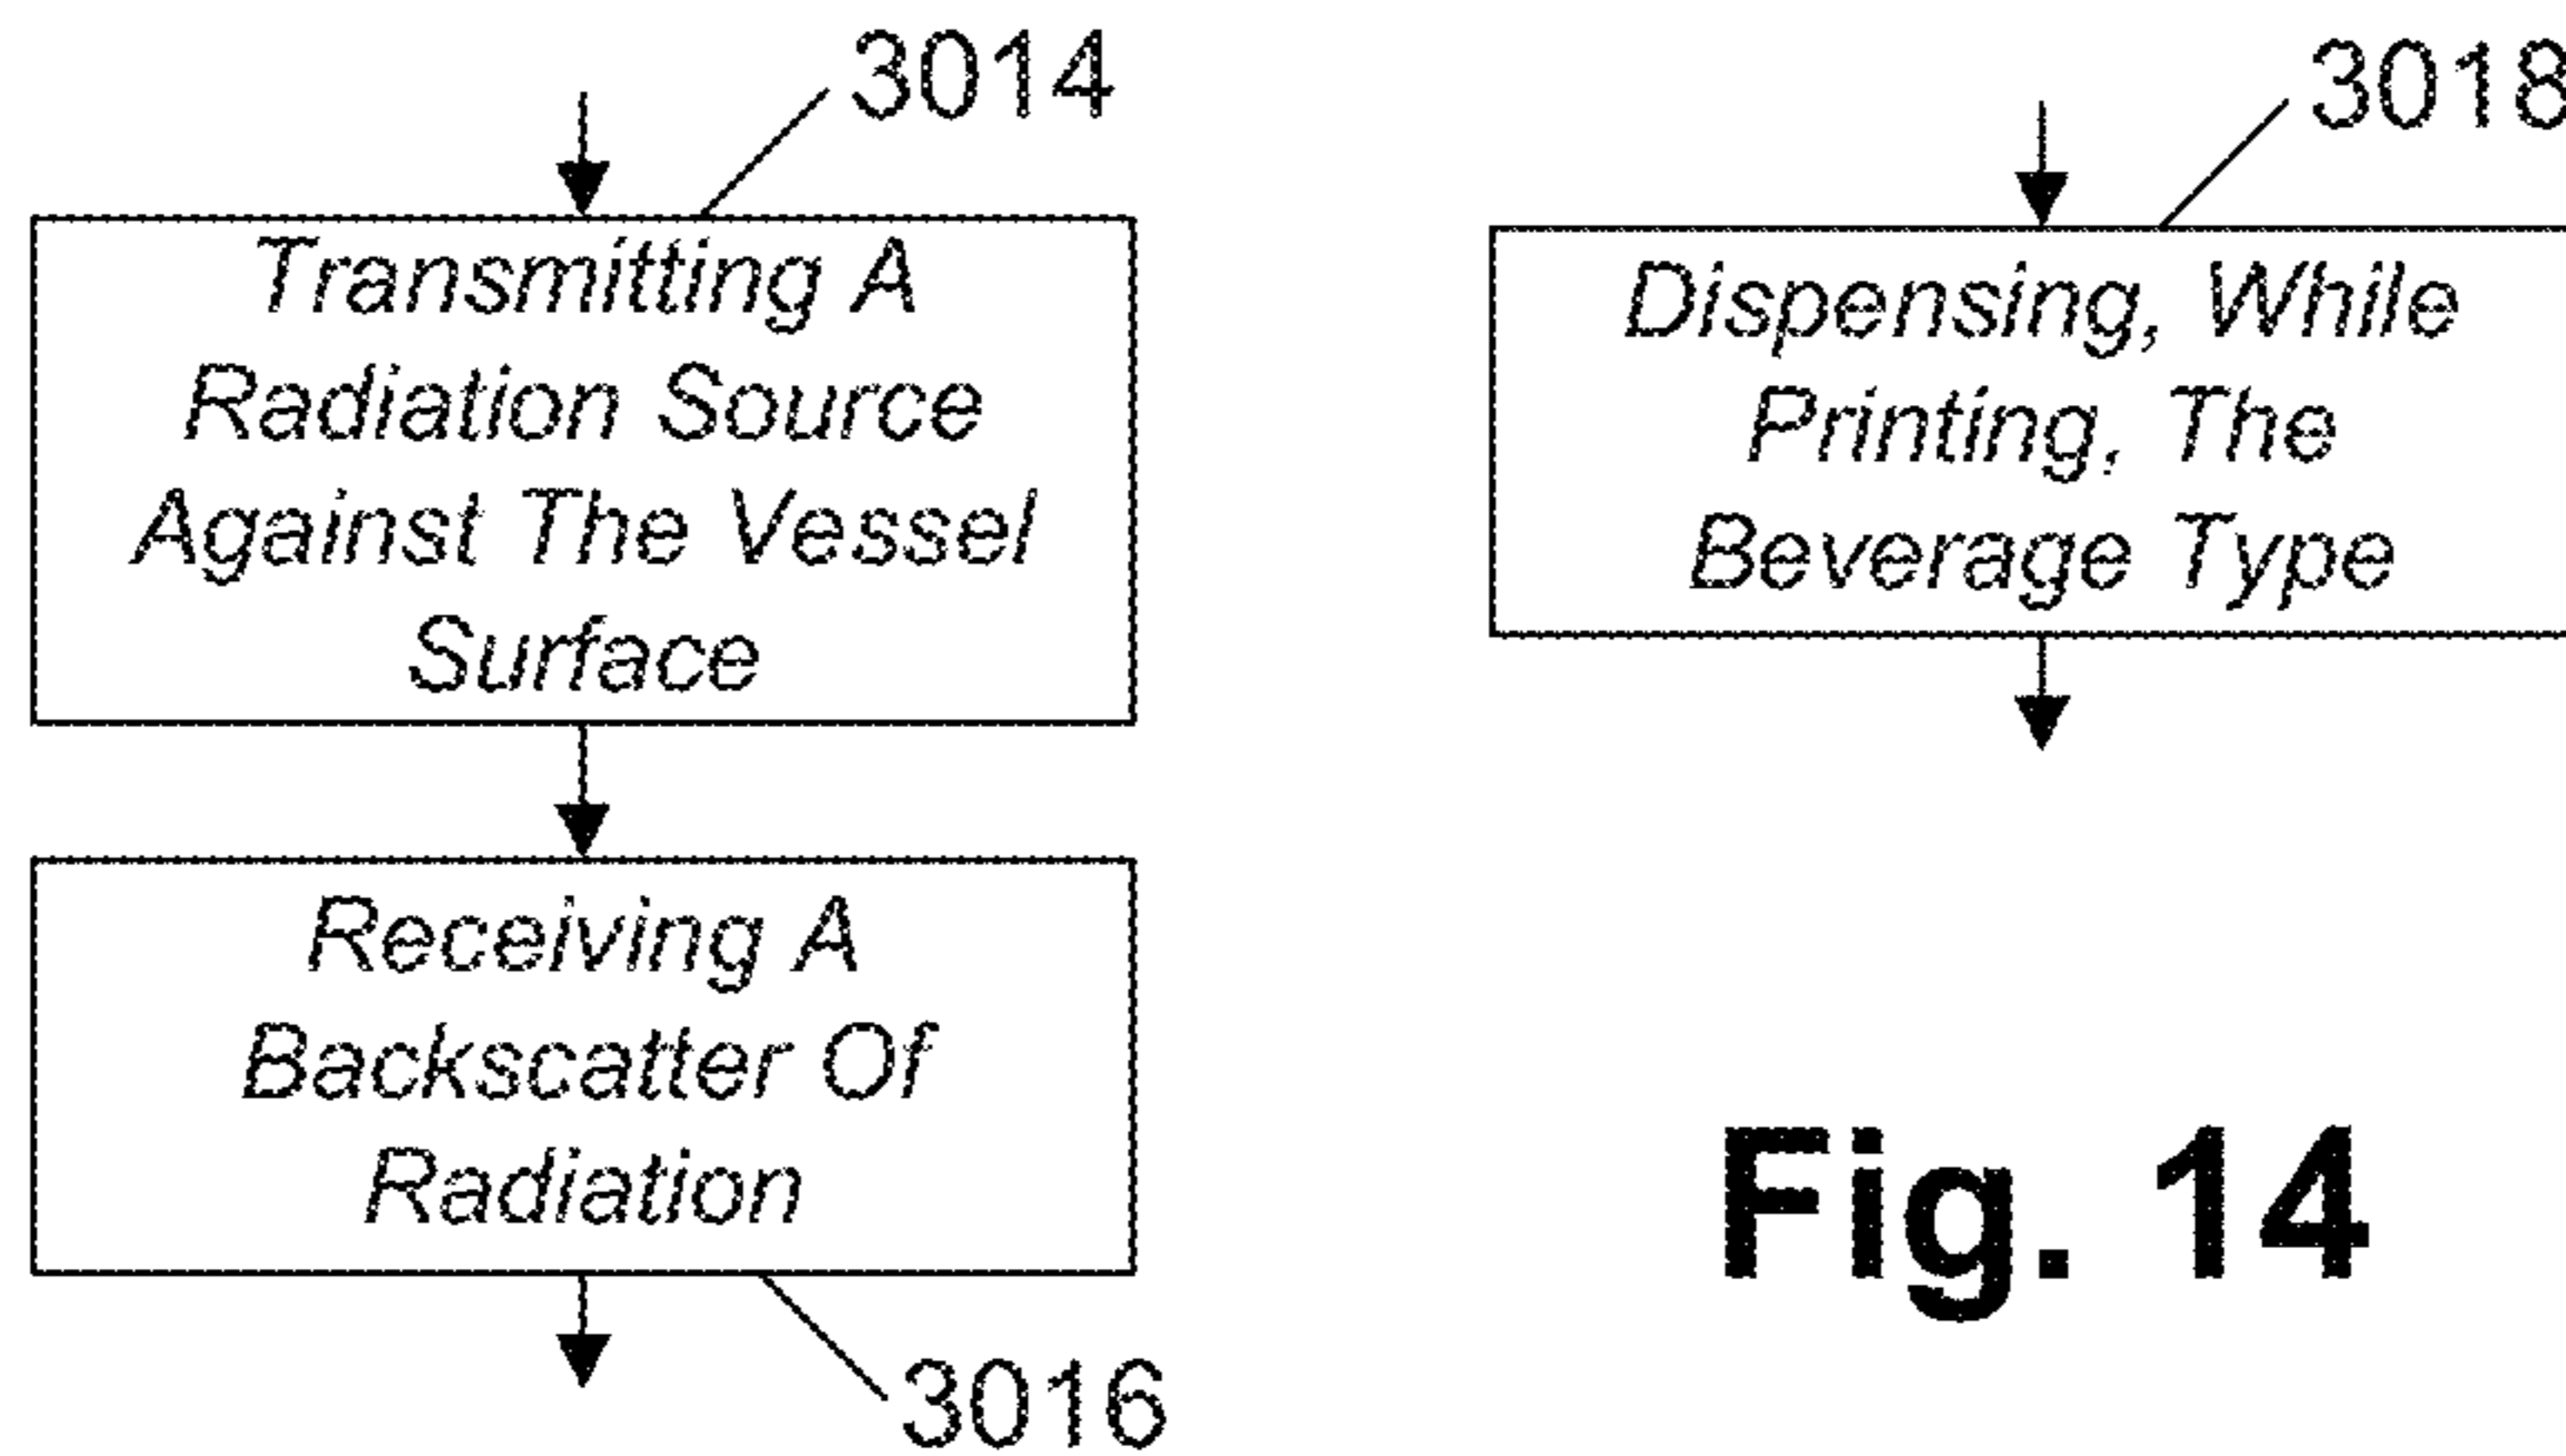 3014
Transmitting A
Radiation Source
Against The Vessel
Surface
Receiving A
Backscatter Of
Radiation
3016
3018
Dispensing, While
Printing, The
Beverage Type
Fig. 14